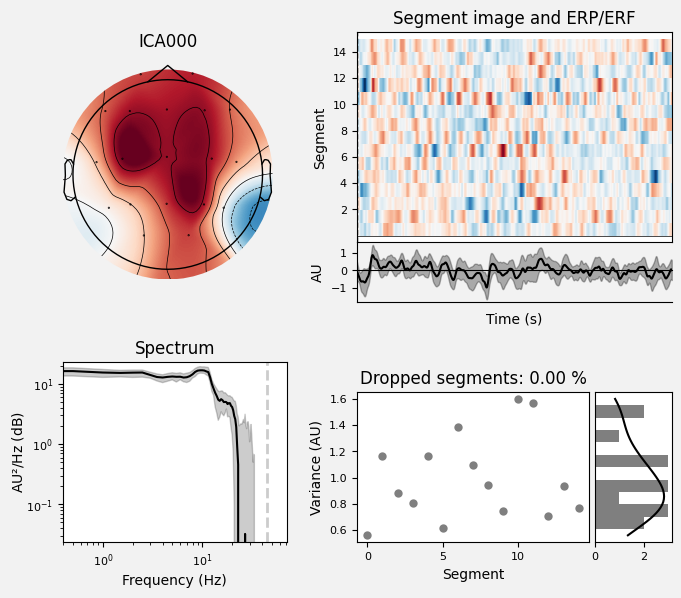 ICA000
Segment image and ERP/ERF
Segment
14
12
10
8
6
4
2
AU
1
0
−1
Time (s)
Spectrum
AU²/Hz (dB)
10¹
10⁰
10⁻¹
10⁰
10¹
Frequency (Hz)
Dropped segments: 0.00 %
Variance (AU)
1.6
1.4
1.2
1.0
0.8
0.6
0
5
10
Segment
0
2